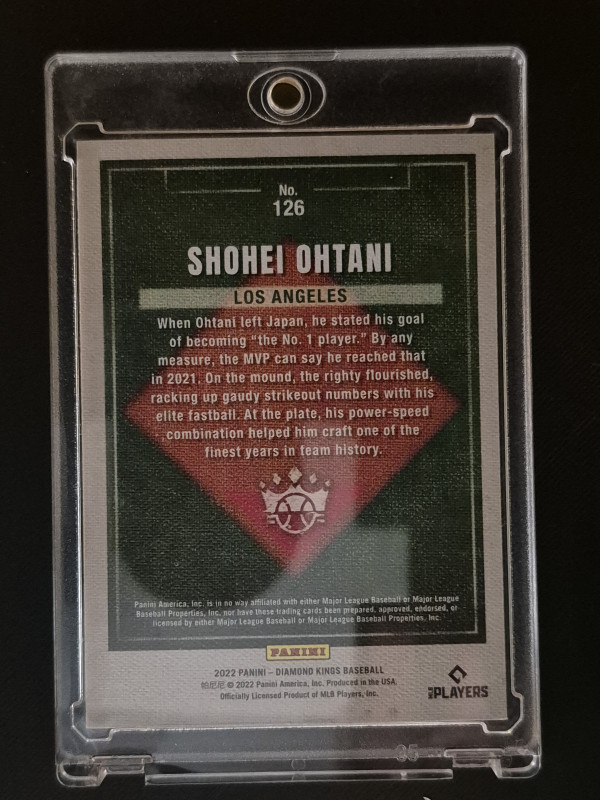 No.
126
SHOHEI OHTANI
LOS ANGELES
When Ohtani left Japan, he stated his goal
of becoming “the No. 1 player.” By any
measure, the MVP can say he reached that
in 2021. On the mound, the righty flourished,
racking up gaudy strikeout numbers with his
elite fastball. At the plate, his power-speed
combination helped him craft one of the
finest years in team history.
Panini America, Inc. is in no way affiliated with either Major League Baseball or Major League
Baseball Properties, Inc. nor have these trading cards been prepared, approved, endorsed, or
licensed by either Major League Baseball or Major League Baseball Properties, Inc.
PANINI
2022 PANINI – DIAMOND KINGS BASEBALL
帕尼尼 © 2022 Panini America, Inc. Produced in the USA.
Officially Licensed Product of MLB Players, Inc.
PLAYERS